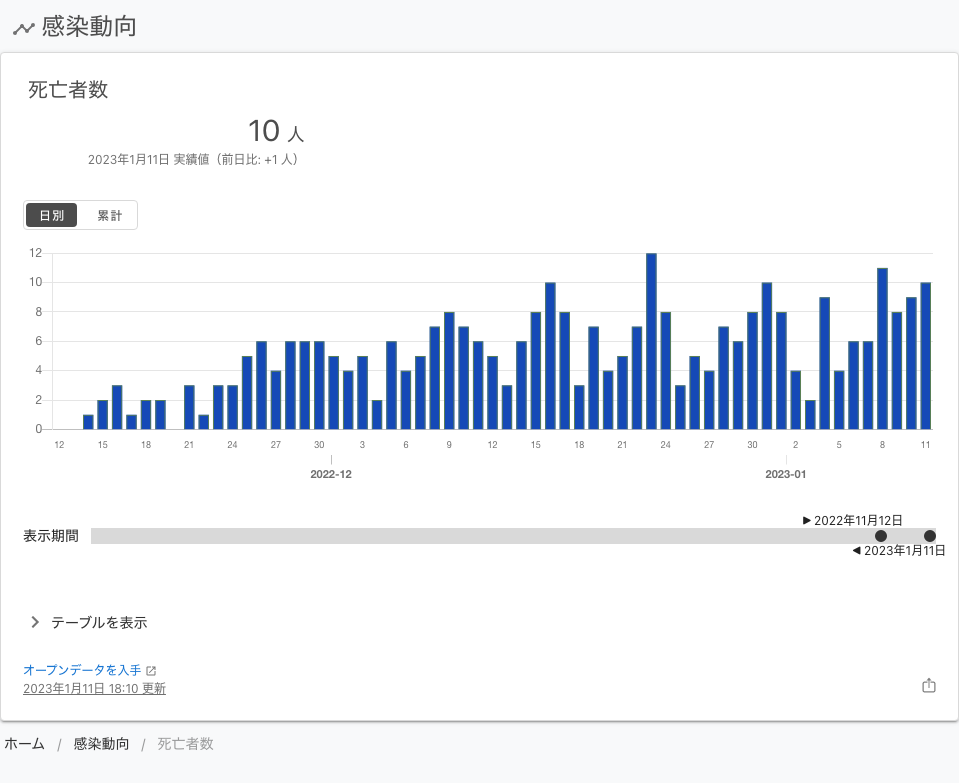 感染動向
死亡者数
10 人
2023年1月11日 実績値（前日比: +1 人）
日別 累計
12
10
8
6
4
2
0
12 15 18 21 24 27 30 3 6 9 12 15 18 21 24 27 30 2 5 8 11
2022-12 2023-01
2022年11月12日
表示期間
2023年1月11日
テーブルを表示
オープンデータを入手
2023年1月11日 18:10 更新
ホーム / 感染動向 / 死亡者数